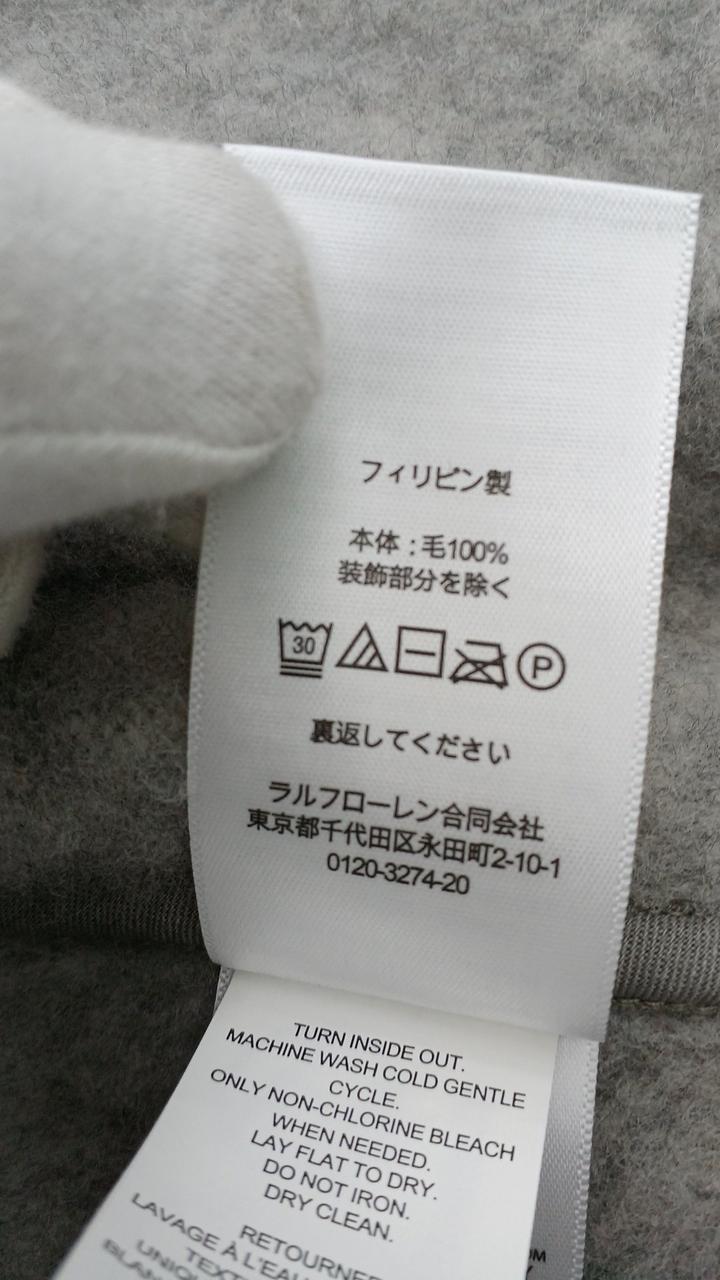 フィリピン製
本体：毛100%
装飾部分を除く
30
P
裏返してください
ラルフローレン合同会社
東京都千代田区永田町2-10-1
0120-3274-20
TURN INSIDE OUT.
MACHINE WASH COLD GENTLE
CYCLE.
ONLY NON-CHLORINE BLEACH
WHEN NEEDED.
LAY FLAT TO DRY.
DO NOT IRON.
DRY CLEAN.
RETOURNER
LAVAGE À L'EAU